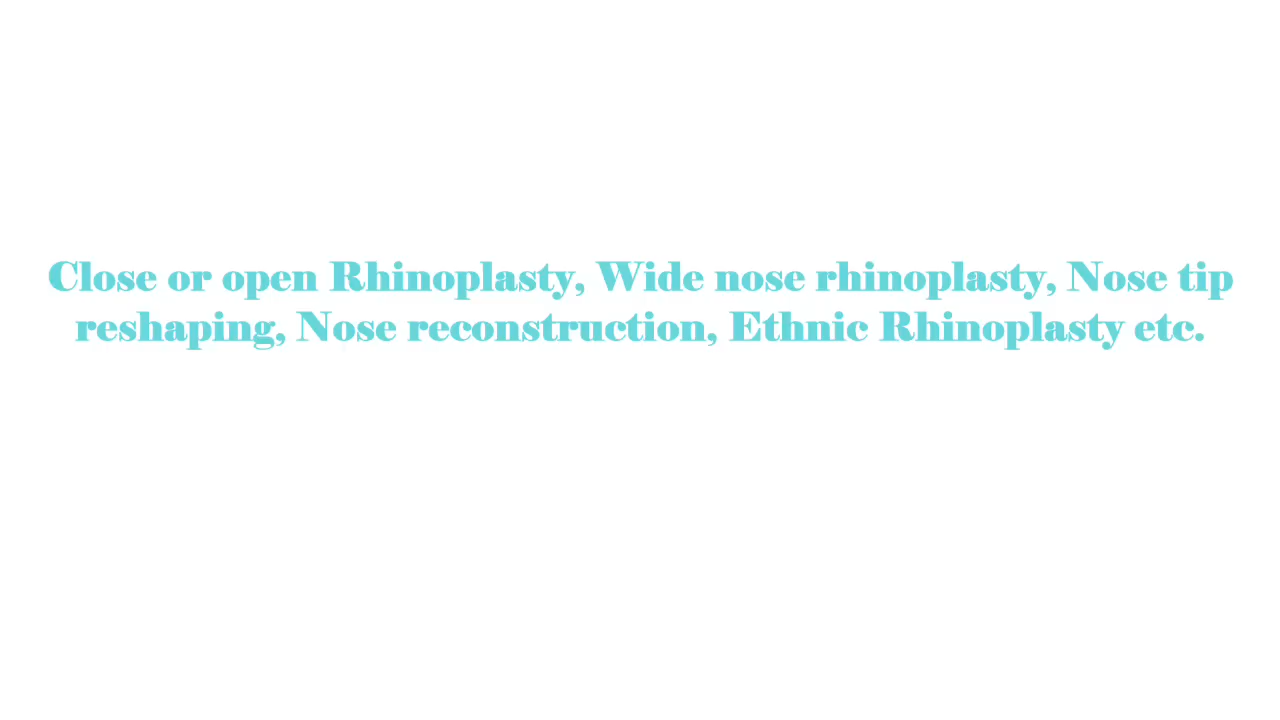 Close or open Rhinoplasty, Wide nose rhinoplasty, Nose tip
reshaping, Nose reconstruction, Ethnic Rhinoplasty etc.